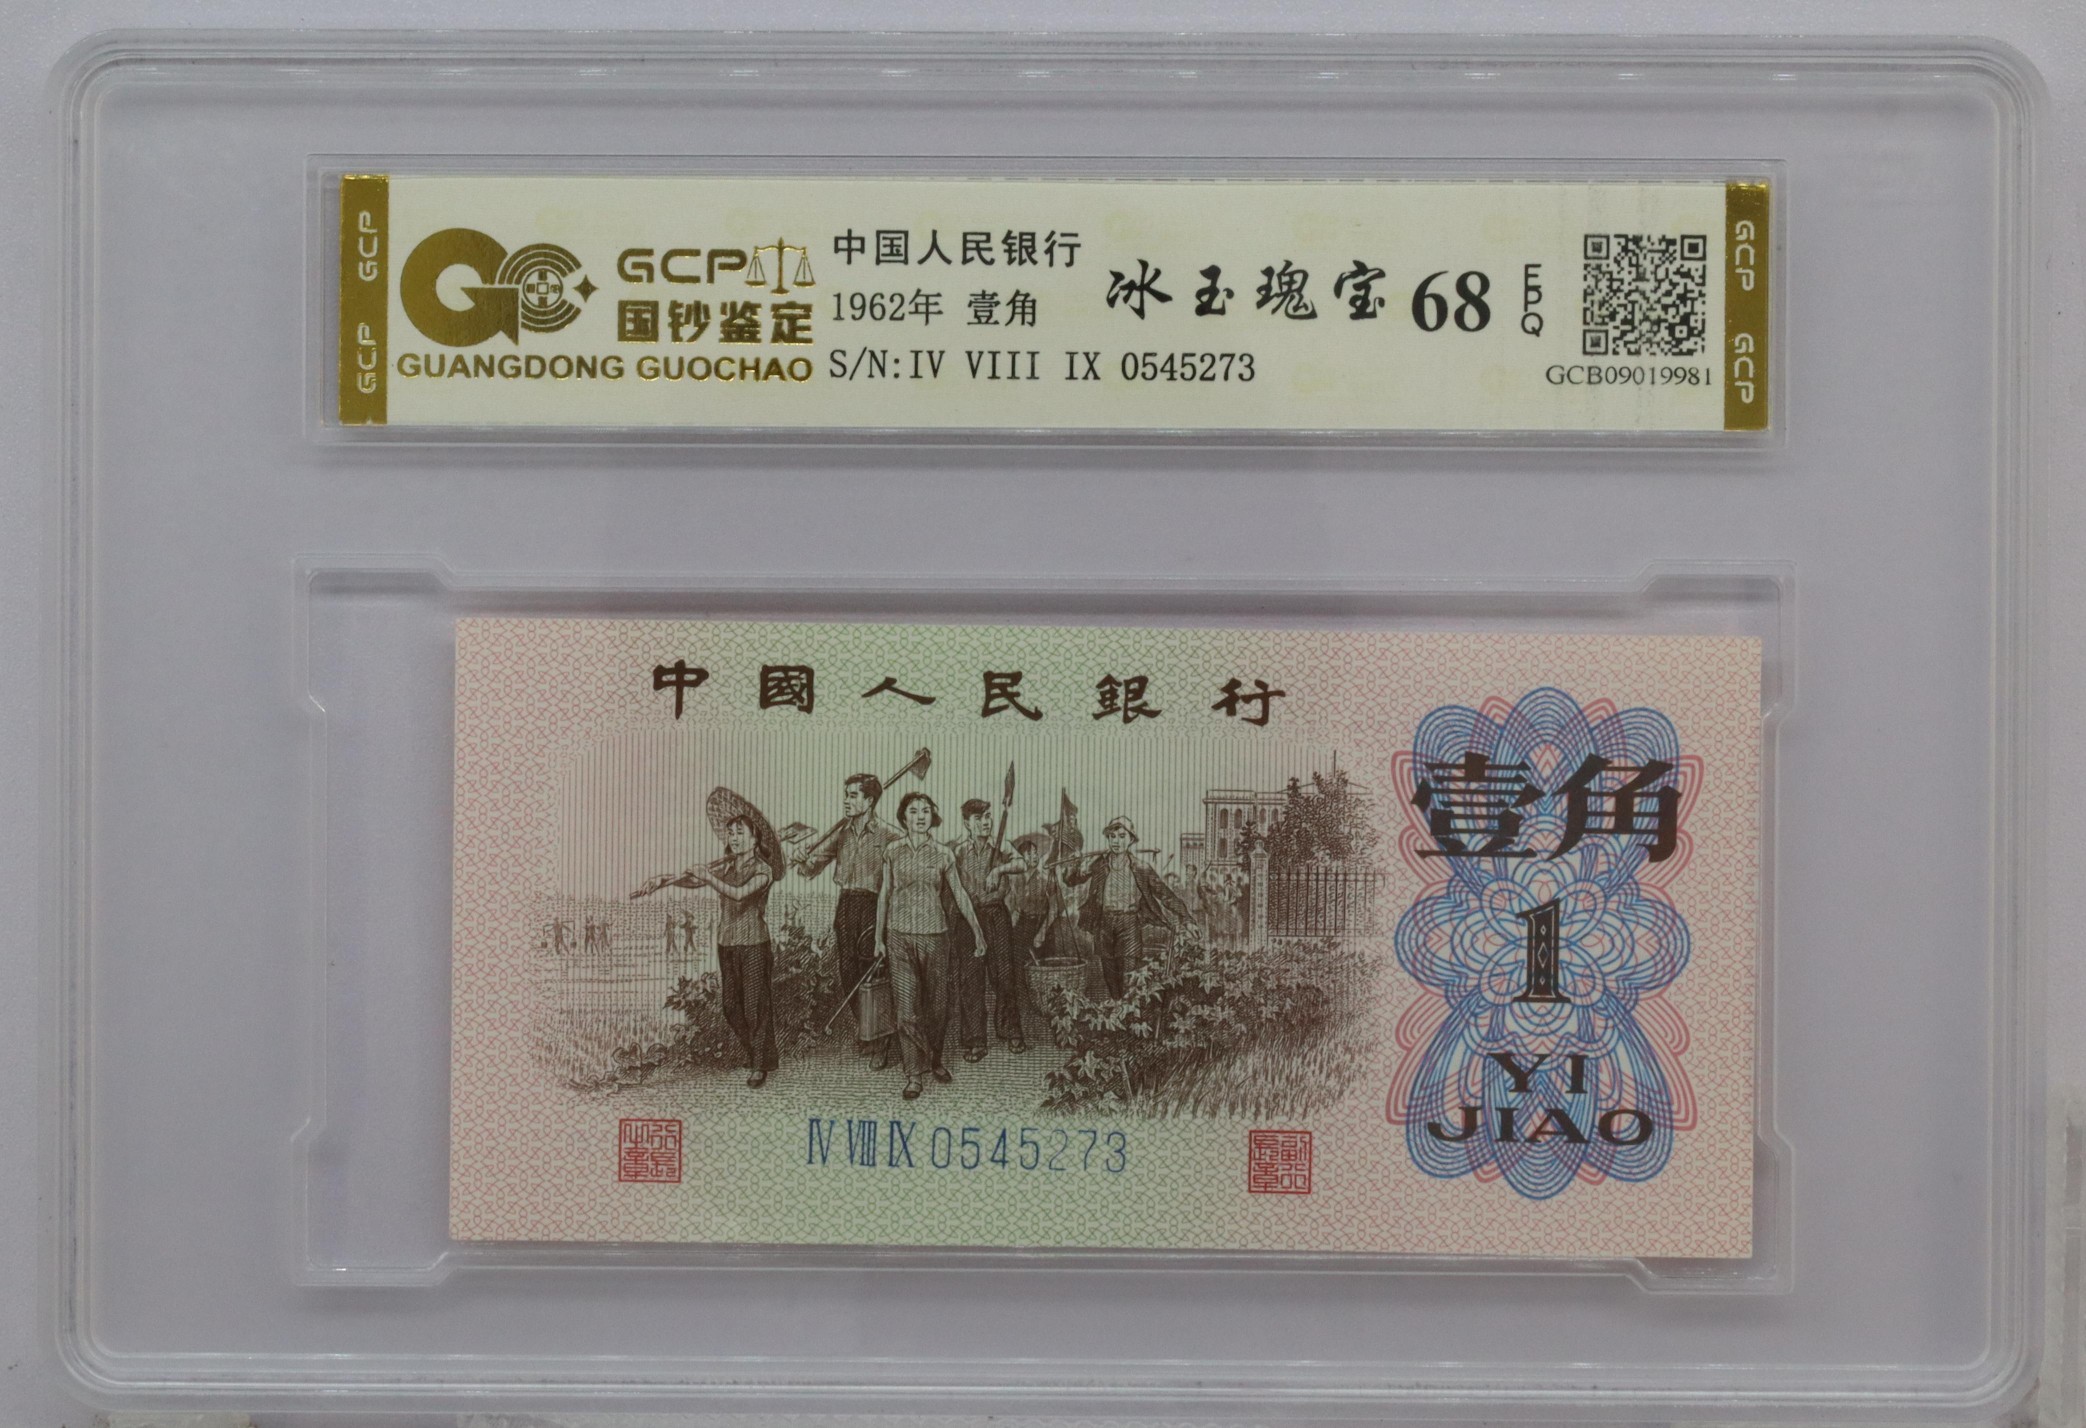 GCP
GCP
GCP
国钞鉴定
GUANGDONG GUOCHAO
中国人民银行
1962年 壹角
S/N:IV VIII IX 0545273
冰玉瑰宝 68 EPQ
GCB09019981
GCP
GCP
中國人民銀行
壹角
1
YI
JIAO
IV VIII IX 0545273